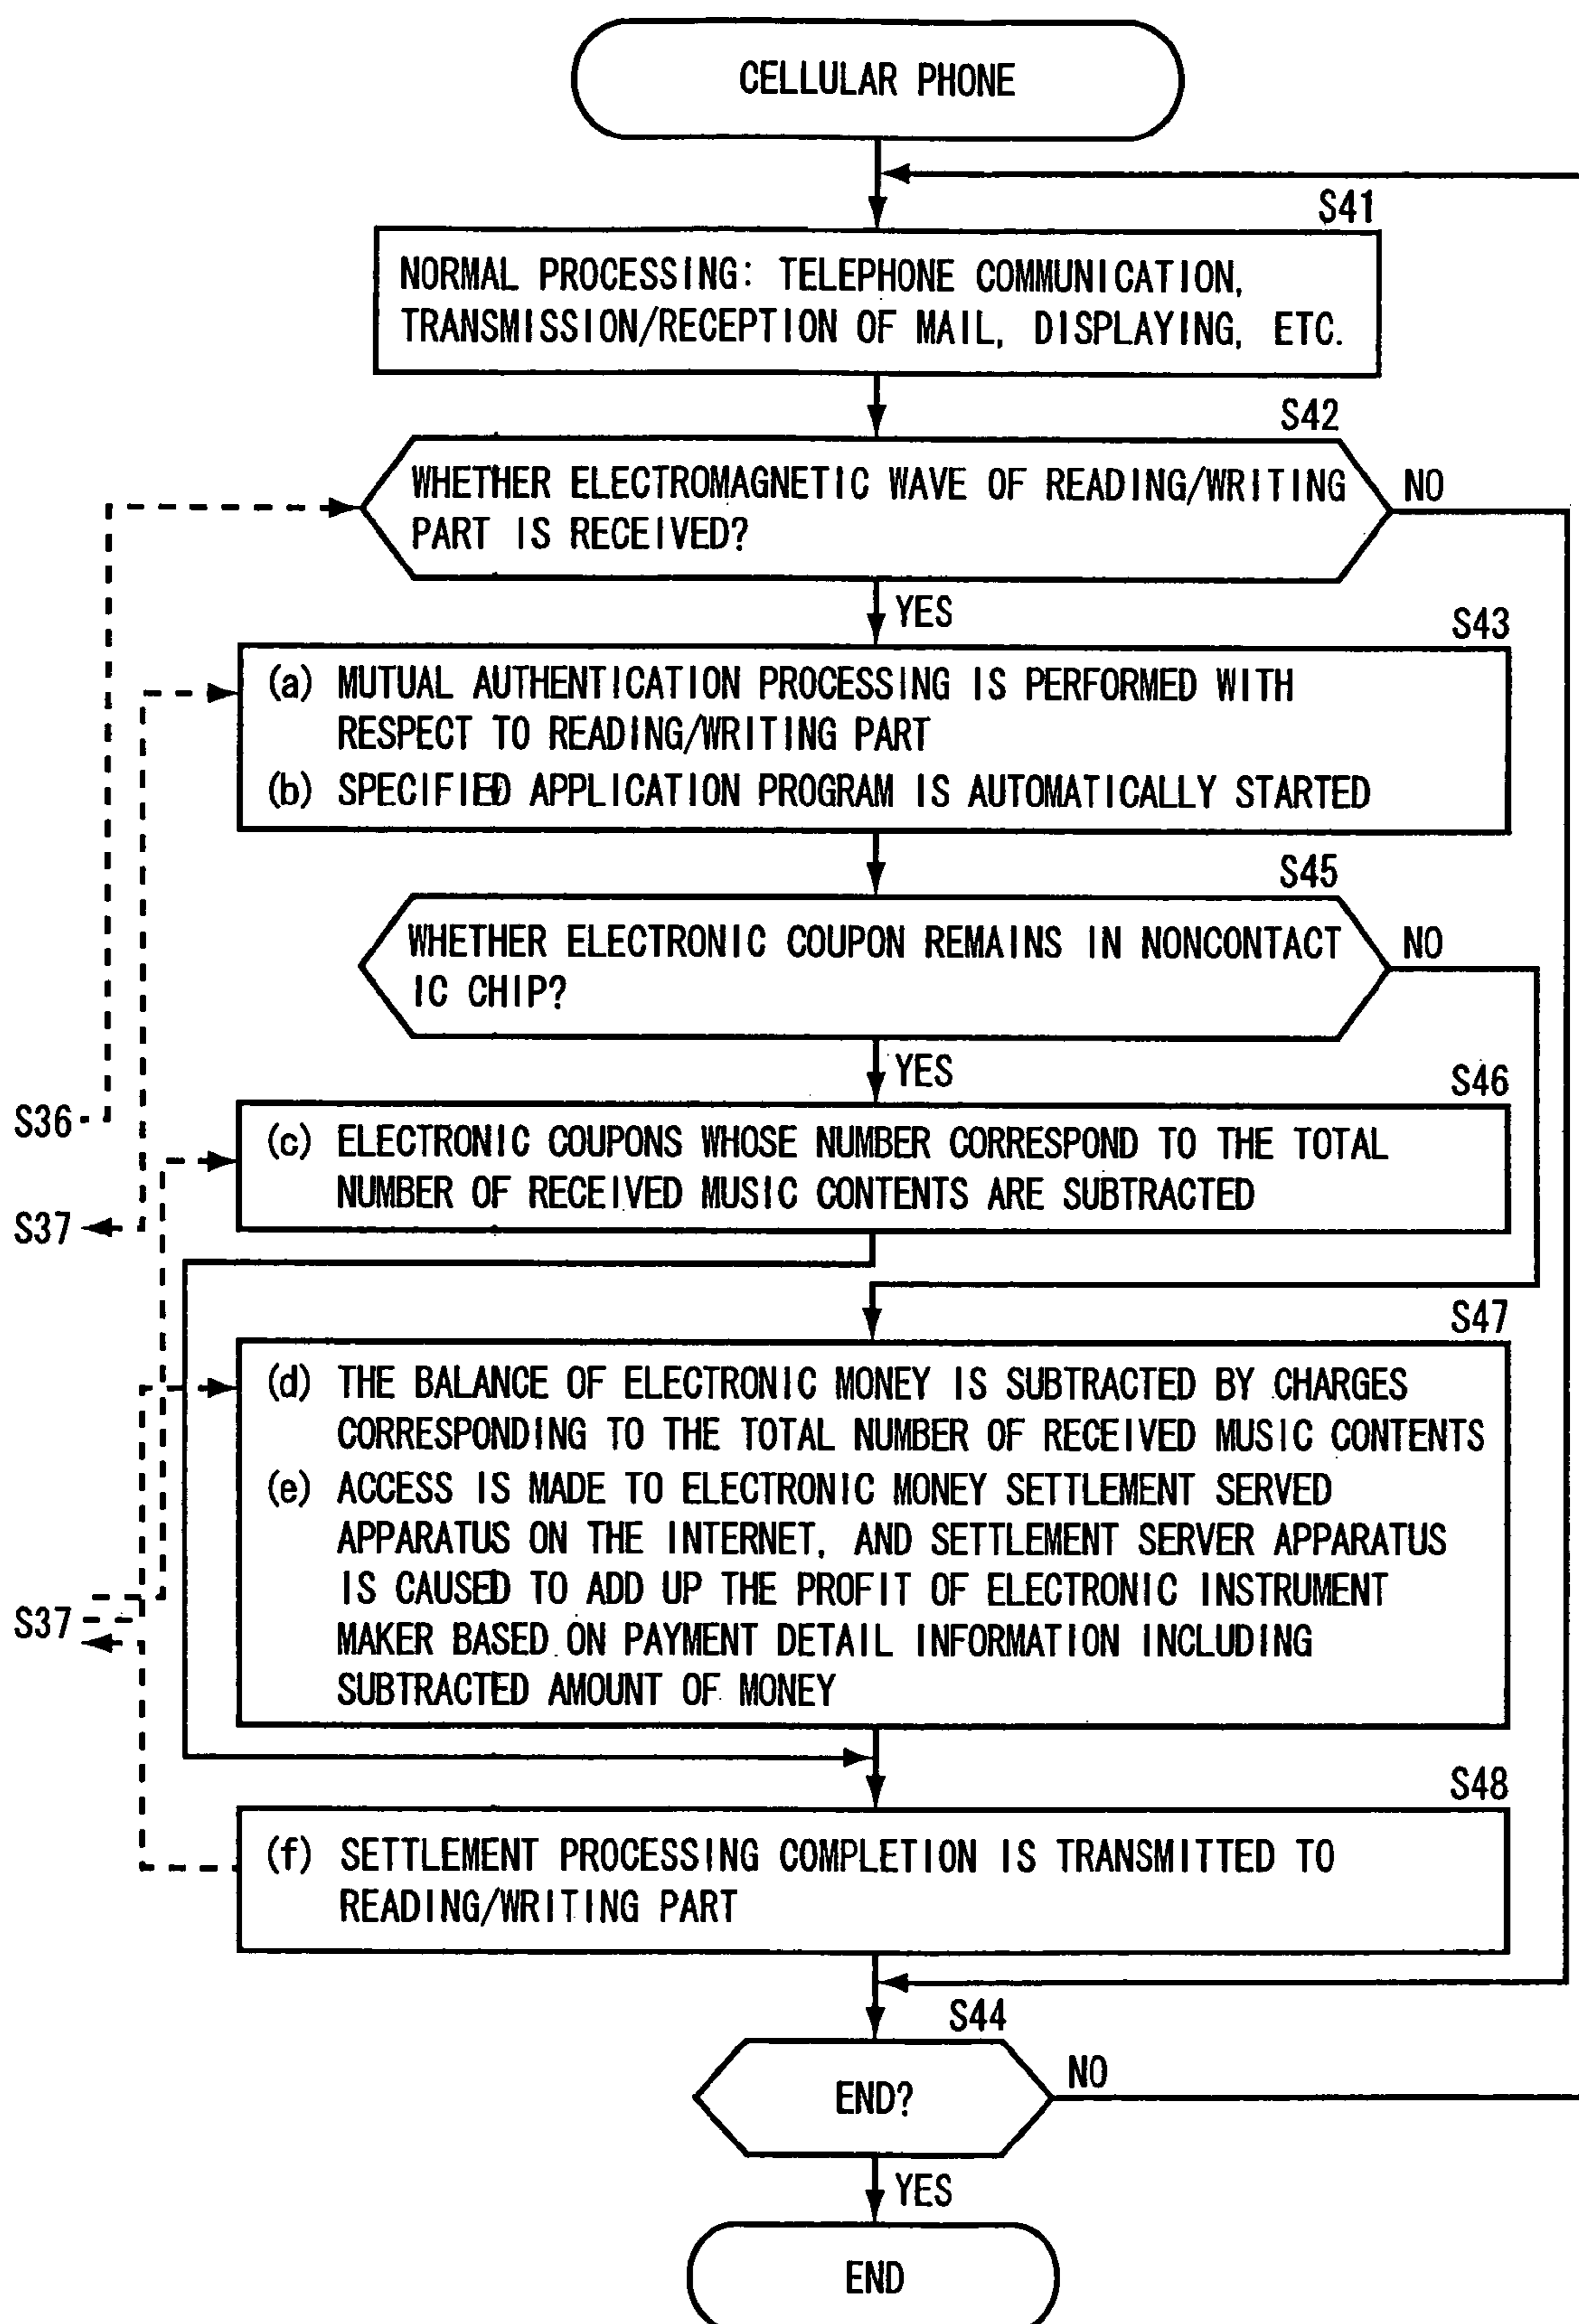 CELLULAR PHONE
S41
NORMAL PROCESSING: TELEPHONE COMMUNICATION,
TRANSMISSION/RECEPTION OF MAIL, DISPLAYING, ETC.
S42
WHETHER ELECTROMAGNETIC WAVE OF READING/WRITING
PART IS RECEIVED?
NO
YES
S43
(a) MUTUAL AUTHENTICATION PROCESSING IS PERFORMED WITH
RESPECT TO READING/WRITING PART
(b) SPECIFIED APPLICATION PROGRAM IS AUTOMATICALLY STARTED
S45
WHETHER ELECTRONIC COUPON REMAINS IN NONCONTACT
IC CHIP?
NO
YES
S46
S36
(c) ELECTRONIC COUPONS WHOSE NUMBER CORRESPOND TO THE TOTAL
NUMBER OF RECEIVED MUSIC CONTENTS ARE SUBTRACTED
S37
S47
(d) THE BALANCE OF ELECTRONIC MONEY IS SUBTRACTED BY CHARGES
CORRESPONDING TO THE TOTAL NUMBER OF RECEIVED MUSIC CONTENTS
(e) ACCESS IS MADE TO ELECTRONIC MONEY SETTLEMENT SERVED
APPARATUS ON THE INTERNET, AND SETTLEMENT SERVER APPARATUS
IS CAUSED TO ADD UP THE PROFIT OF ELECTRONIC INSTRUMENT
MAKER BASED ON PAYMENT DETAIL INFORMATION INCLUDING
SUBTRACTED AMOUNT OF MONEY
S37
S48
(f) SETTLEMENT PROCESSING COMPLETION IS TRANSMITTED TO
READING/WRITING PART
S44
END?
NO
YES
END